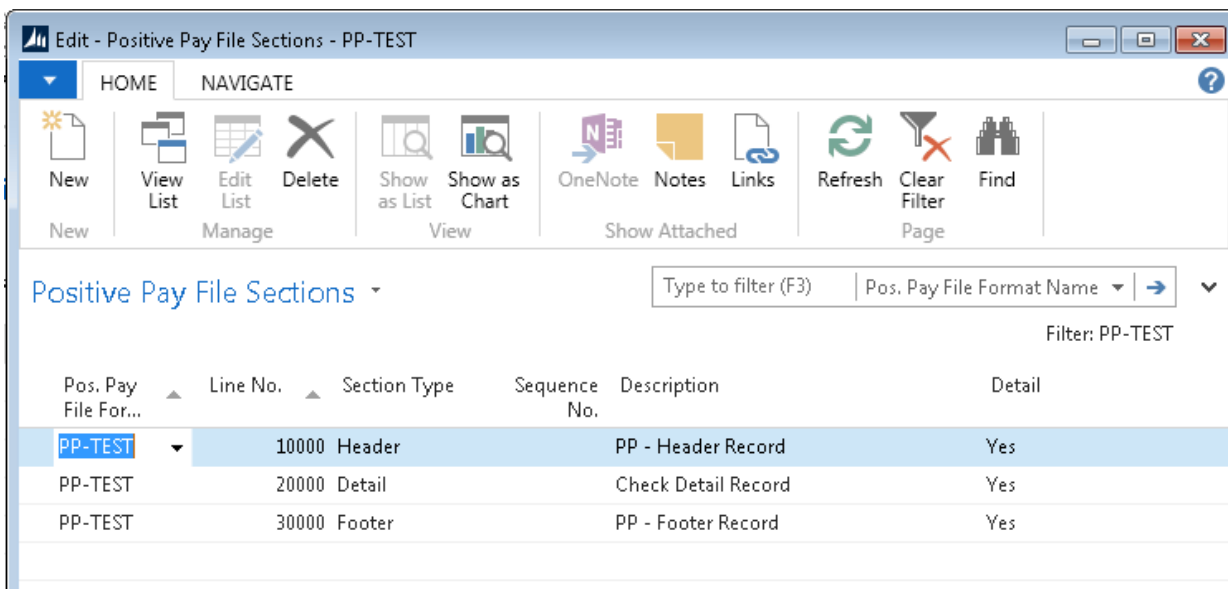 Edit - Positive Pay File Sections - PP-TEST
HOME NAVIGATE
New View List Edit List Delete Show as List Show as Chart OneNote Notes Links Refresh Clear Filter Find
New Manage View Show Attached Page
Positive Pay File Sections
Type to filter (F3) Pos. Pay File Format Name
Filter: PP-TEST
Pos. Pay File For... Line No. Section Type Sequence No. Description Detail
PP-TEST 10000 Header PP - Header Record Yes
PP-TEST 20000 Detail Check Detail Record Yes
PP-TEST 30000 Footer PP - Footer Record Yes